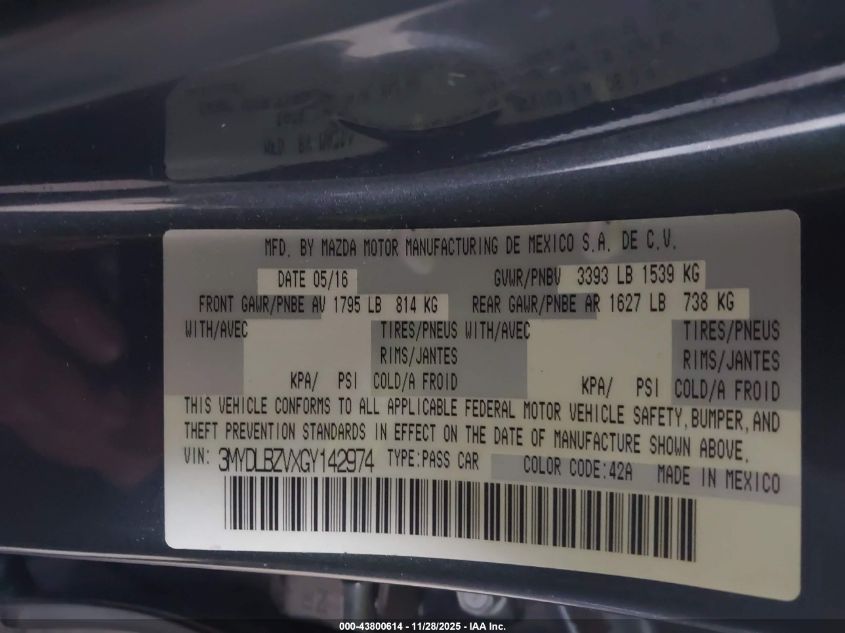 MFD. BY MAZDA MOTOR MANUFACTURING DE MEXICO S.A. DE C.V.
DATE 05/16 GVWR/PNBV 3393 LB 1539 KG
FRONT GAWR/PNBE AV 1795 LB 814 KG REAR GAWR/PNBE AR 1627 LB 738 KG
WITH/AVEC TIRES/PNEUS WITH/AVEC TIRES/PNEUS
RIMS/JANTES RIMS/JANTES
KPA/ PSI COLD/A FROID KPA/ PSI COLD/A FROID
THIS VEHICLE CONFORMS TO ALL APPLICABLE FEDERAL MOTOR VEHICLE SAFETY,BUMPER,AND
THEFT PREVENTION STANDARDS IN EFFECT ON THE DATE OF MANUFACTURE SHOWN ABOVE.
VIN: 3MYDLBZVXGY142974 TYPE:PASS CAR COLOR CODE:42A MADE IN MEXICO
000-43800614 - 11/28/2025 - IAA Inc.